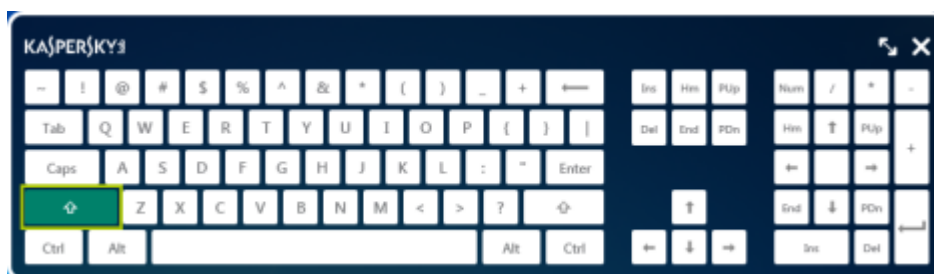 KASPERSKY lab
~ ! @ # $ % ^ & * ( ) _ + Ins Hm PUp Num / * -
Tab Q W E R T Y U I O P { } | Del End PDn Hm ↑ PUp +
Caps A S D F G H J K L : " Enter ← →
⇧ Z X C V B N M < > ? ⇧ ↑ End ↓ PDn
Ctrl Alt Alt Ctrl ← ↓ → Ins Del